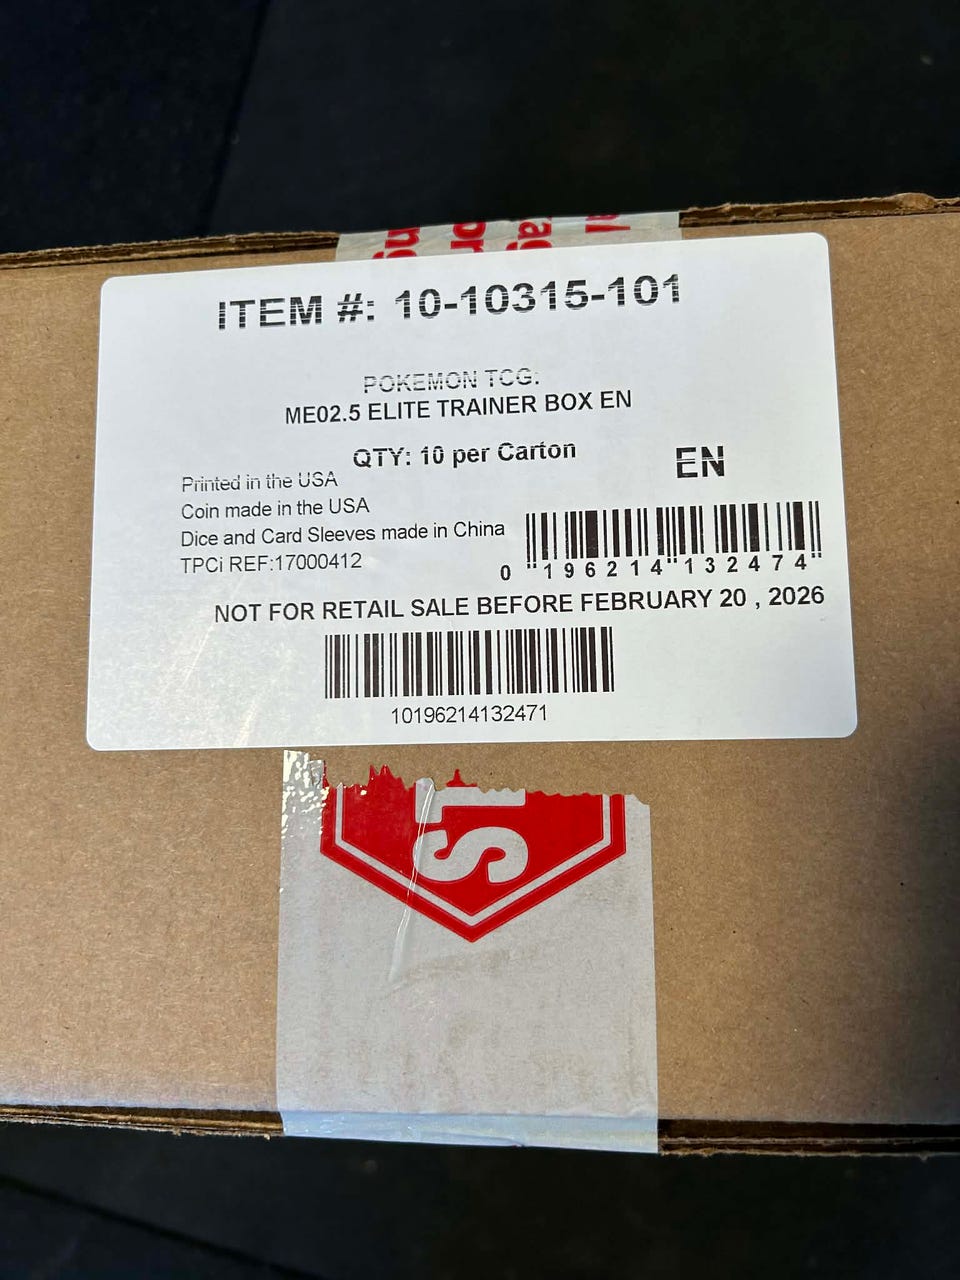 ITEM #: 10-10315-101
POKEMON TCG:
ME02.5 ELITE TRAINER BOX EN
QTY: 10 per Carton
EN
Printed in the USA
Coin made in the USA
Dice and Card Sleeves made in China
TPCi REF:17000412
0 196214 132474
NOT FOR RETAIL SALE BEFORE FEBRUARY 20 , 2026
10196214132471